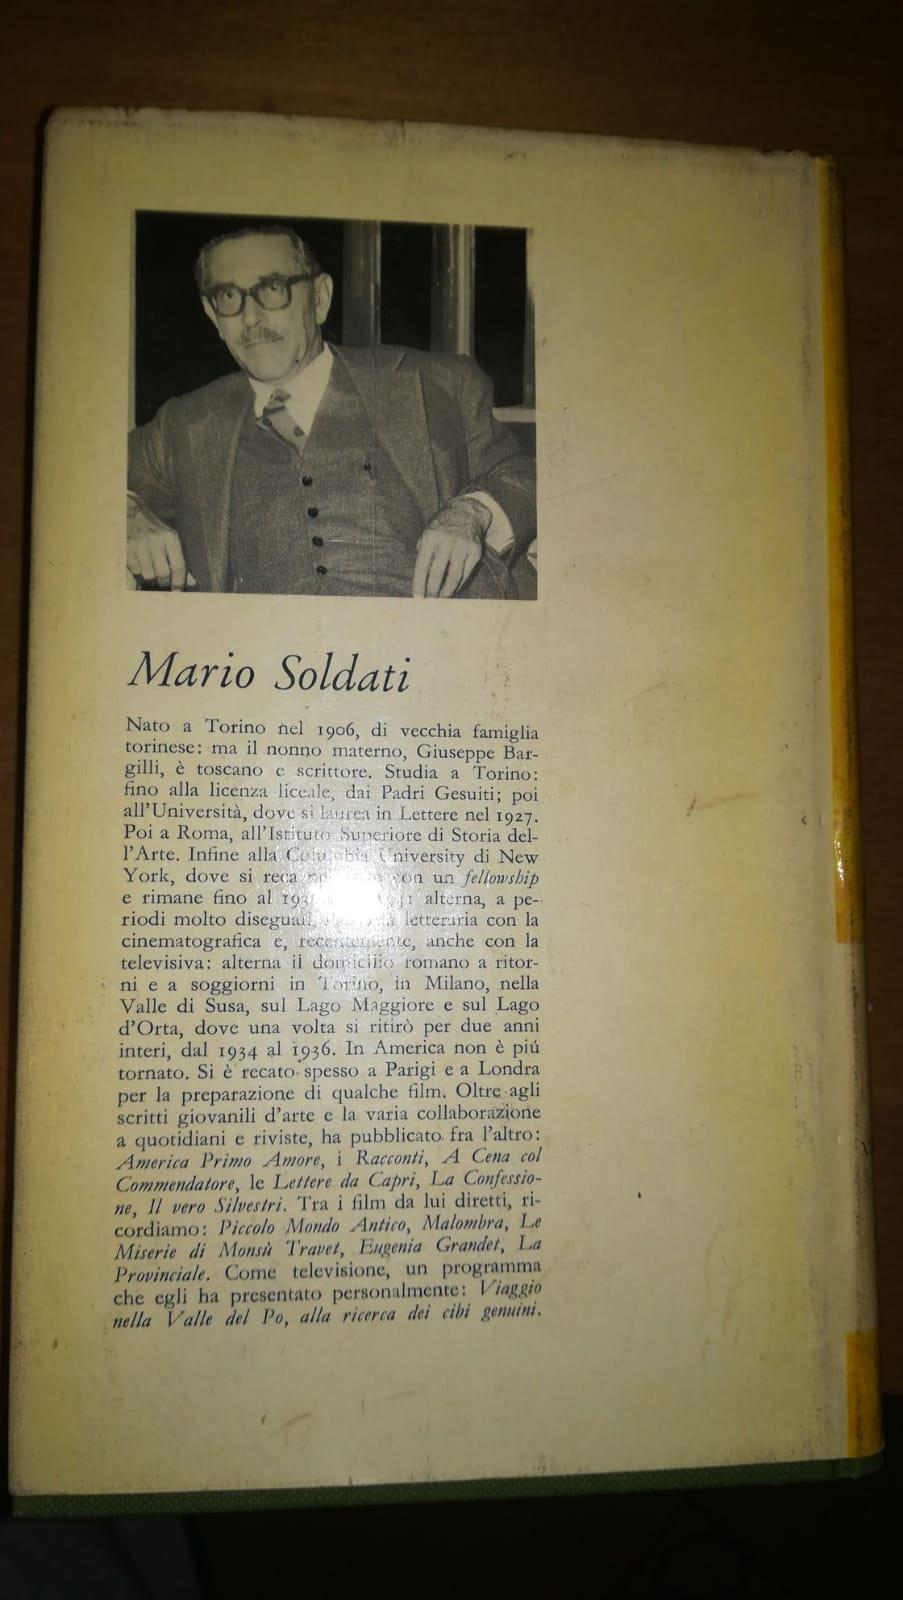 Mario Soldati
Nato a Torino nel 1906, di vecchia famiglia
torinese: ma il nonno materno, Giuseppe Bar-
gilli, è toscano e scrittore. Studia a Torino:
fino alla licenza liceale, dai Padri Gesuiti; poi
all'Università, dove si laurea in Lettere nel 1927.
Poi a Roma, all'Istituto Superiore di Storia del-
l'Arte. Infine alla Columbia University di New
York, dove si reca con un fellowship
e rimane fino al alterna, a pe-
riodi molto letteraria con la
cinematografica e, recentemente, anche con la
televisiva: alterna il domicilio romano a ritor-
ni e a soggiorni in Torino, in Milano, nella
Valle di Susa, sul Lago Maggiore e sul Lago
d'Orta, dove una volta si ritirò per due anni
interi, dal 1934 al 1936. In America non è piú
tornato. Si è recato spesso a Parigi e a Londra
per la preparazione di qualche film. Oltre agli
scritti giovanili d'arte e la varia collaborazione
a quotidiani e riviste, ha pubblicato fra l'altro:
America Primo Amore, i Racconti, A Cena col
Commendatore, le Lettere da Capri, La Confessio-
ne, Il vero Silvestri. Tra i film da lui diretti, ri-
cordiamo: Piccolo Mondo Antico, Malombra, Le
Miserie di Monsù Travet, Eugenia Grandet, La
Provinciale. Come televisione, un programma
che egli ha presentato personalmente: Viaggio
nella Valle del Po, alla ricerca dei cibi genuini.